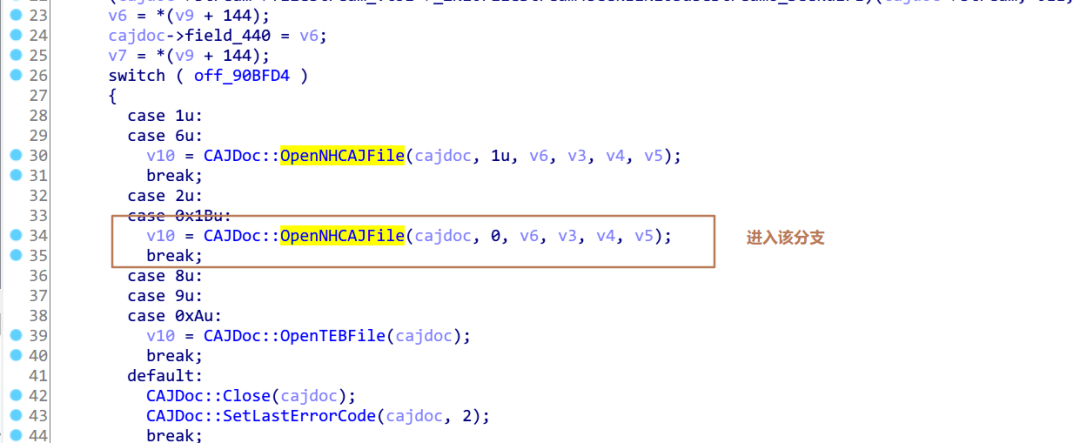 23 v6 = *(v9 + 144);
24 cajdoc->field_440 = v6;
25 v7 = *(v9 + 144);
26 switch ( off_90BFD4 )
27 {
28 case 1u:
29 case 6u:
30 v10 = CAJDoc::OpenNHCAJFile(cajdoc, 1u, v6, v3, v4, v5);
31 break;
32 case 2u:
33 case 0x1Bu:
34 v10 = CAJDoc::OpenNHCAJFile(cajdoc, 0, v6, v3, v4, v5); 进入该分支
35 break;
36 case 8u:
37 case 9u:
38 case 0xAu:
39 v10 = CAJDoc::OpenTEBFile(cajdoc);
40 break;
41 default:
42 CAJDoc::Close(cajdoc);
43 CAJDoc::SetLastErrorCode(cajdoc, 2);
44 break;